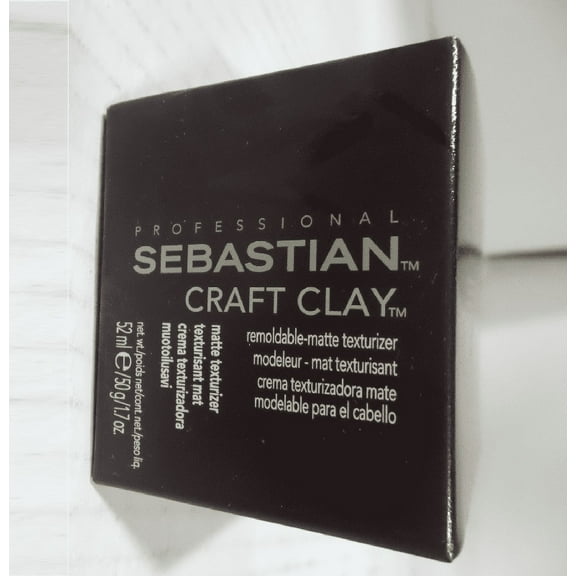 PROFESSIONAL
SEBASTIAN™
CRAFT CLAY™
remoldable-matte texturizer
modeleur - mat texturisant
crema texturizadora mate
modelable para el cabello
matte texturizer
texturisant mat
crema texturizadora
muotoilusavi
net. wt./poids net/cont. net./peso liq.
52 ml ℮/50 g/1.7 oz